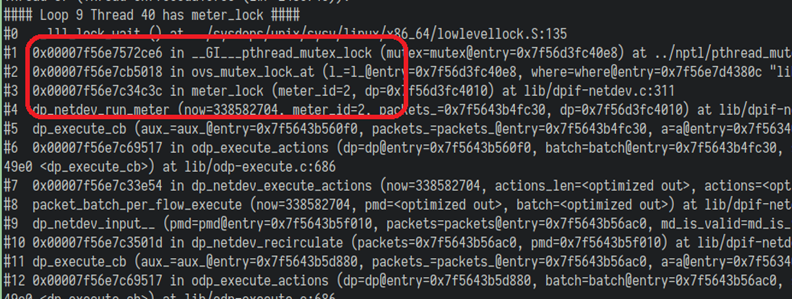 #### Loop 9 Thread 40 has meter_lock ####
#0 __lll_lock_wait () at ../sysdeps/unix/sysv/linux/x86_64/lowlevellock.S:135
#1 0x00007f56e7572ce6 in __GI___pthread_mutex_lock (mutex=mutex@entry=0x7f56d3fc40e8) at ../nptl/pthread_mut
#2 0x00007f56e7cb5018 in ovs_mutex_lock_at (l_=l_@entry=0x7f56d3fc40e8, where=where@entry=0x7f56e7d4380c "li
#3 0x00007f56e7c34c3c in meter_lock (meter_id=2, dp=0x7f56d3fc4010) at lib/dpif-netdev.c:311
#4 dp_netdev_run_meter (now=338582704, meter_id=2, packets_=0x7f5643b4fc30, dp=0x7f56d3fc4010) at lib/dpif-n
#5 dp_execute_cb (aux_=aux_@entry=0x7f5643b560f0, packets_=packets_@entry=0x7f5643b4fc30, a=a@entry=0x7f5634
#6 0x00007f56e7c69517 in odp_execute_actions (dp=dp@entry=0x7f5643b560f0, batch=batch@entry=0x7f5643b4fc30,
49e0 <dp_execute_cb>) at lib/odp-execute.c:686
#7 0x00007f56e7c33e54 in dp_netdev_execute_actions (now=338582704, actions_len=<optimized out>, actions=<opt
#8 packet_batch_per_flow_execute (now=338582704, pmd=<optimized out>, batch=<optimized out>) at lib/dpif-net
#9 dp_netdev_input__ (pmd=pmd@entry=0x7f5643b5f010, packets=packets@entry=0x7f5643b56ac0, md_is_valid=md_is_
#10 0x00007f56e7c3501d in dp_netdev_recirculate (packets=0x7f5643b56ac0, pmd=0x7f5643b5f010) at lib/dpif-netd
#11 dp_execute_cb (aux_=aux_@entry=0x7f5643b5d880, packets_=packets_@entry=0x7f5643b56ac0, a=a@entry=0x7f564
#12 0x00007f56e7c69517 in odp_execute_actions (dp=dp@entry=0x7f5643b5d880, batch=batch@entry=0x7f5643b56ac0,
49e0 <dp_execute_cb>) at lib/odp-execute.c:686